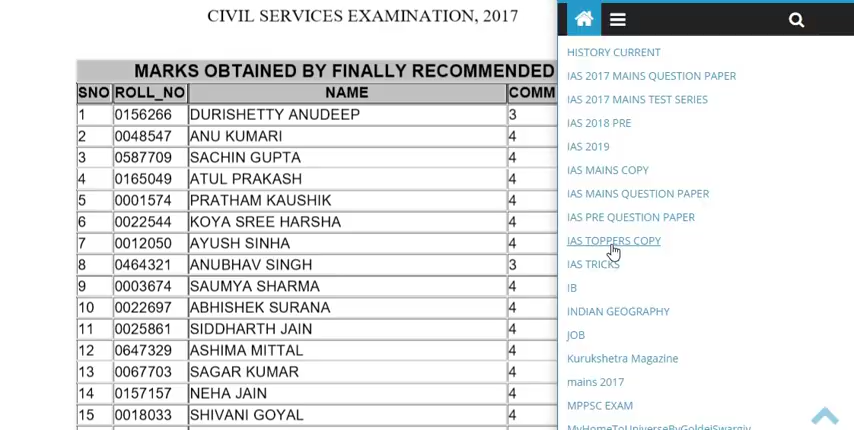 CIVIL SERVICES EXAMINATION, 2017
MARKS OBTAINED BY FINALLY RECOMMENDED
SNO ROLL_NO NAME COMM
1 0156266 DURISHETTY ANUDEEP 3
2 0048547 ANU KUMARI 4
3 0587709 SACHIN GUPTA 4
4 0165049 ATUL PRAKASH 4
5 0001574 PRATHAM KAUSHIK 4
6 0022544 KOYA SREE HARSHA 4
7 0012050 AYUSH SINHA 4
8 0464321 ANUBHAV SINGH 3
9 0003674 SAUMYA SHARMA 4
10 0022697 ABHISHEK SURANA 4
11 0025861 SIDDHARTH JAIN 4
12 0647329 ASHIMA MITTAL 4
13 0067703 SAGAR KUMAR 4
14 0157157 NEHA JAIN 4
15 0018033 SHIVANI GOYAL 4
HISTORY CURRENT
IAS 2017 MAINS QUESTION PAPER
IAS 2017 MAINS TEST SERIES
IAS 2018 PRE
IAS 2019
IAS MAINS COPY
IAS MAINS QUESTION PAPER
IAS PRE QUESTION PAPER
IAS TOPPERS COPY
IAS TRICKS
IB
INDIAN GEOGRAPHY
JOB
Kurukshetra Magazine
mains 2017
MPPSC EXAM